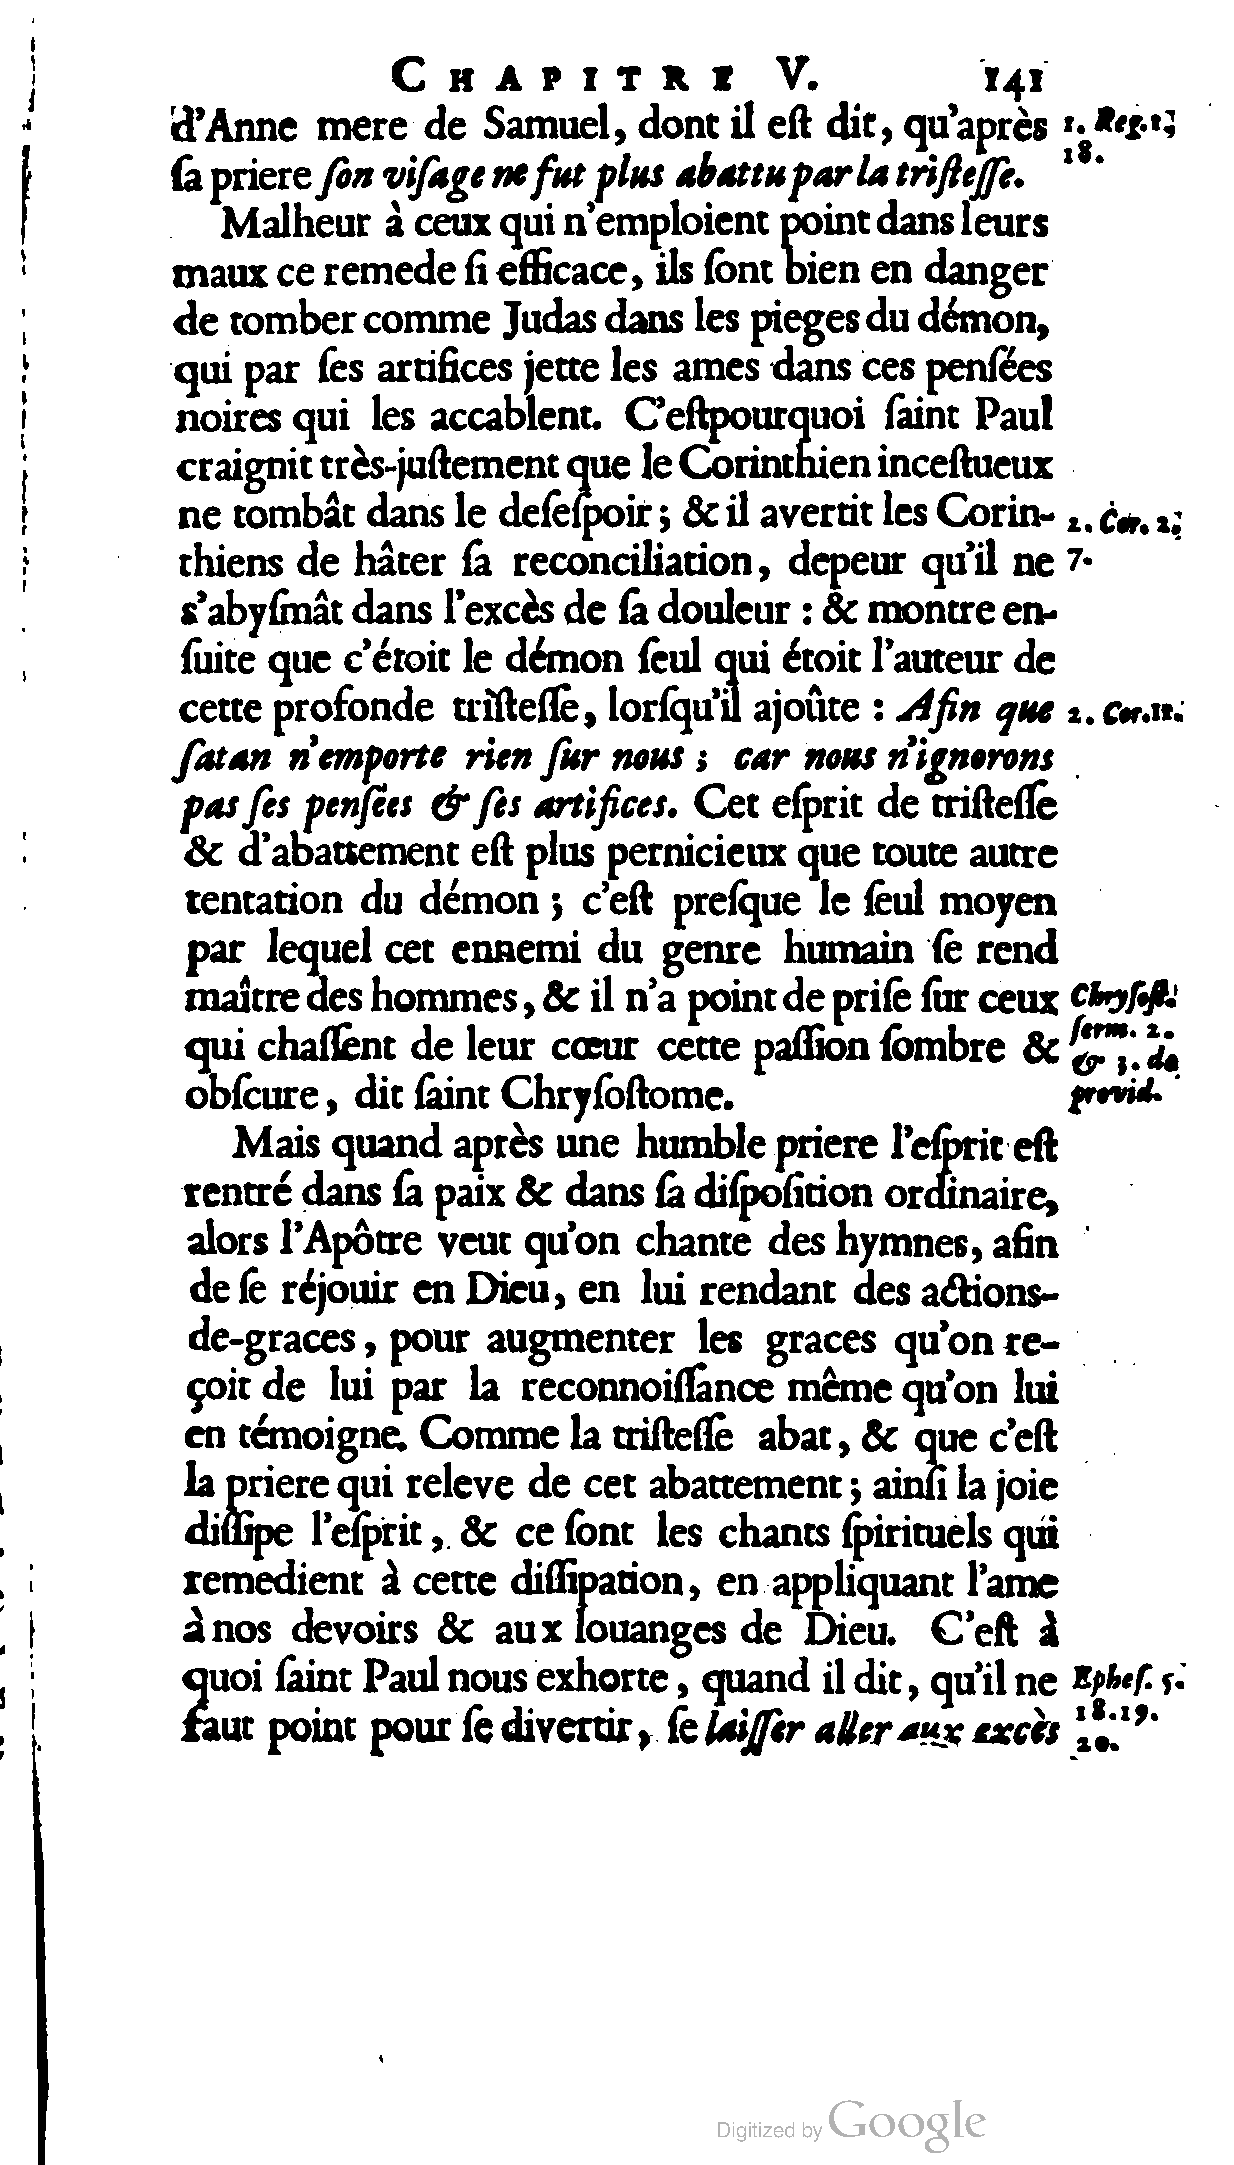 CHAPITRE V. 141
d'Anne mere de Samuel, dont il eſt dit, qu'après
1. Reg. 1.
18.
ſa priere ſon viſage ne fut plus abattu par la triſteſſe.
Malheur à ceux qui n'emploient point dans leurs
maux ce remede ſi efficace, ils ſont bien en danger
de tomber comme Judas dans les pieges du démon,
qui par ſes artifices jette les ames dans ces penſées
noires qui les accablent. C'eſtpourquoi ſaint Paul
craignit très-juſtement que le Corinthien inceſtueux
ne tombât dans le deſeſpoir ; & il avertit les Corin-
2. Cor. 2.
7.
thiens de hâter ſa reconciliation, depeur qu'il ne
s'abyſmât dans l'excès de ſa douleur : & montre en-
ſuite que c'étoit le démon ſeul qui étoit l'auteur de
cette profonde triſteſſe, lorſqu'il ajoûte : Afin que
2. Cor. 11.
ſatan n'emporte rien ſur nous ; car nous n'ignorons
pas ſes penſées & ſes artifices. Cet eſprit de triſteſſe
& d'abattement eſt plus pernicieux que toute autre
tentation du démon ; c'eſt preſque le ſeul moyen
par lequel cet ennemi du genre humain ſe rend
maître des hommes, & il n'a point de priſe ſur ceux
Chryſoſt.
ſerm. 2.
& 3. de
provid.
qui chaſſent de leur cœur cette paſſion ſombre &
obſcure, dit ſaint Chryſoſtome.
Mais quand après une humble priere l'eſprit eſt
rentré dans ſa paix & dans ſa diſpoſition ordinaire,
alors l'Apôtre veut qu'on chante des hymnes, afin
de ſe réjouir en Dieu, en lui rendant des actions-
de-graces, pour augmenter les graces qu'on re-
çoit de lui par la reconnoiſſance même qu'on lui
en témoigne. Comme la triſteſſe abat, & que c'eſt
la priere qui releve de cet abattement ; ainſi la joie
diſſipe l'eſprit, & ce ſont les chants ſpirituels qui
remedient à cette diſſipation, en appliquant l'ame
à nos devoirs & aux louanges de Dieu. C'eſt à
quoi ſaint Paul nous exhorte, quand il dit, qu'il ne
Epheſ. 5.
18. 19.
20.
faut point pour ſe divertir, ſe laiſſer aller aux excès
Digitized by Google